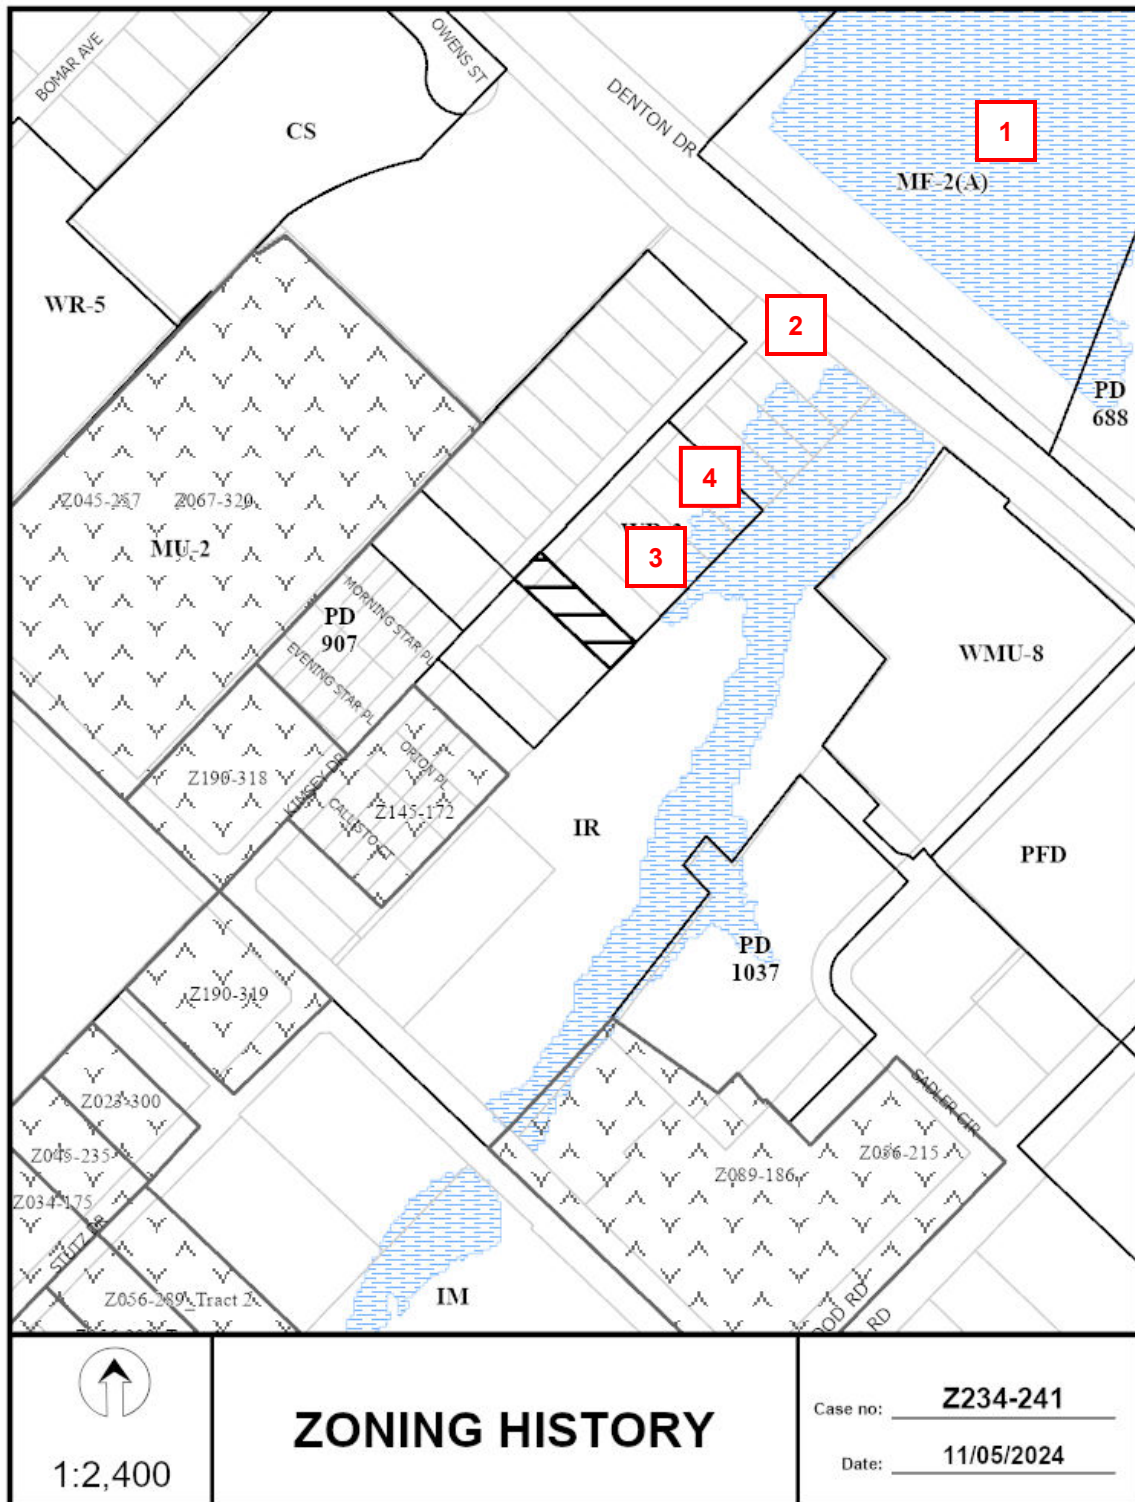 BOMAR AVE
OWENS ST
CS
DENTON DR
1
MF-2(A)
WR-5
2
PD
688
4
Z045-257
Z067-320
MU-2
3
MORNING STAR PL
PD
907
EVENING STAR PL
WMU-8
ORION PL
Z190-318
KIMSEY DR
CALLISTO CT
Z145-172
IR
PFD
PD
1037
Z190-319
SADLER CIR
Z023-300
Z045-235
Z089-186
Z056-215
Z034-175
Z056-289_Tract 2
IM
RD
1:2,400
ZONING HISTORY
Case no: Z234-241
Date: 11/05/2024